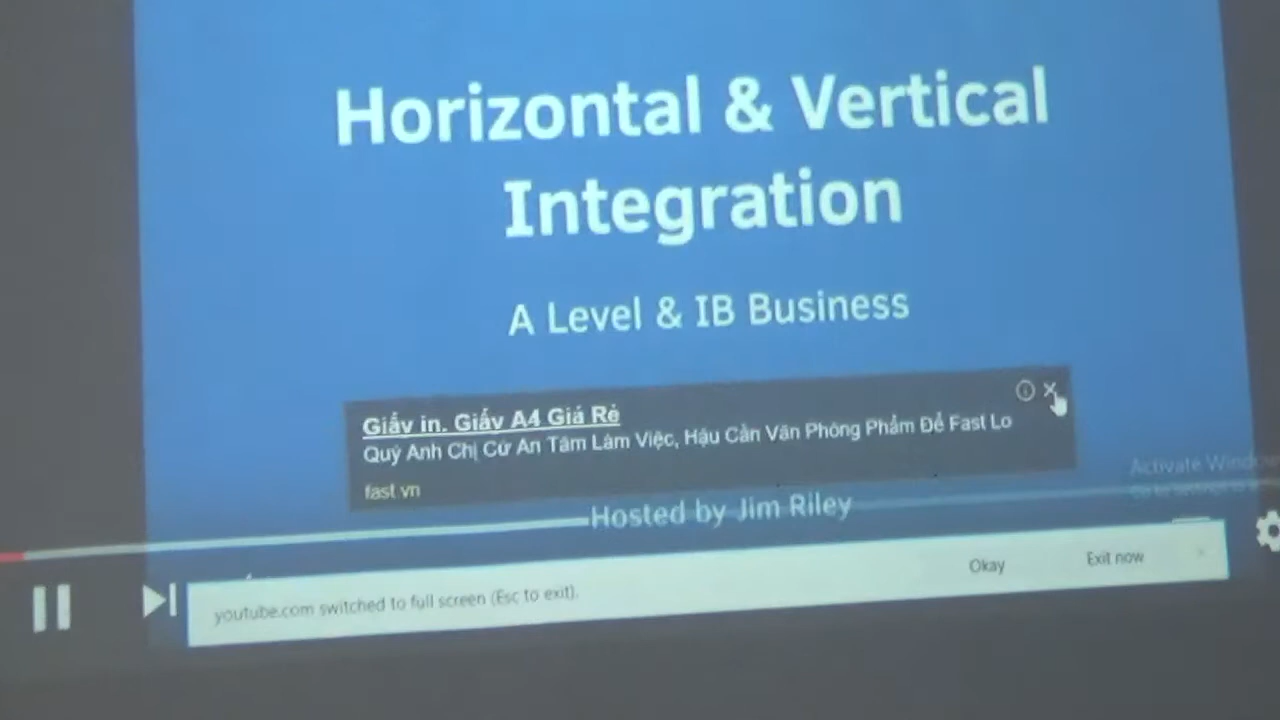 Horizontal & Vertical
Integration
A Level & IB Business
Giấy in. Giấy A4 Giá Rẻ
Quý Anh Chị Cứ An Tâm Làm Việc, Hậu Cần Văn Phòng Phẩm Để Fast Lo
fast vn
Activate Windows
Hosted by Jim Riley
youtube.com switched to full screen (Esc to exit).
Okay
Exit now